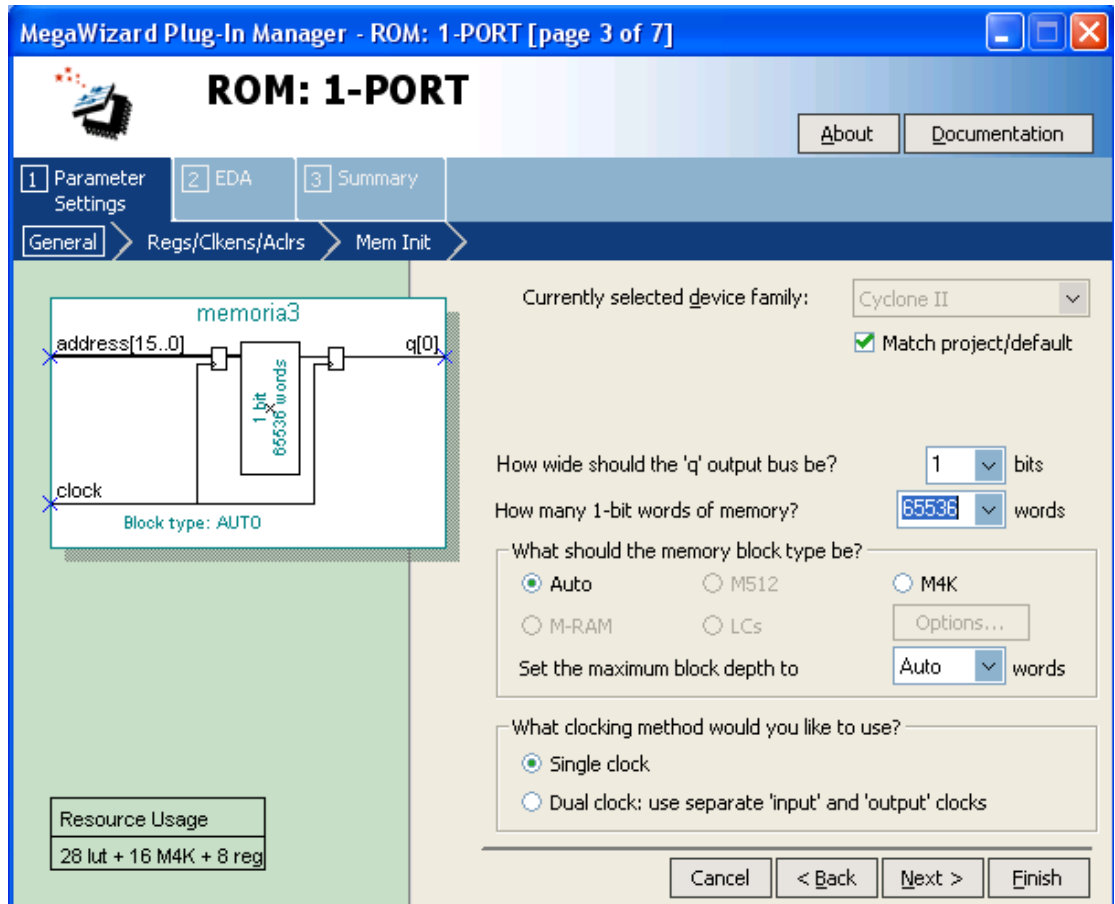 MegaWizard Plug-In Manager - ROM: 1-PORT [page 3 of 7]
ROM: 1-PORT
About
Documentation
1 Parameter Settings
2 EDA
3 Summary
General
Regs/Clkens/Aclrs
Mem Init
memoria3
address[15..0]
q[0]
1 bit
65536 words
clock
Block type: AUTO
Currently selected device family:
Cyclone II
Match project/default
How wide should the 'q' output bus be?
1
bits
How many 1-bit words of memory?
65536
words
What should the memory block type be?
Auto
M512
M4K
M-RAM
LCs
Options...
Set the maximum block depth to
Auto
words
What clocking method would you like to use?
Single clock
Dual clock: use separate 'input' and 'output' clocks
Resource Usage
28 lut + 16 M4K + 8 reg
Cancel
< Back
Next >
Finish